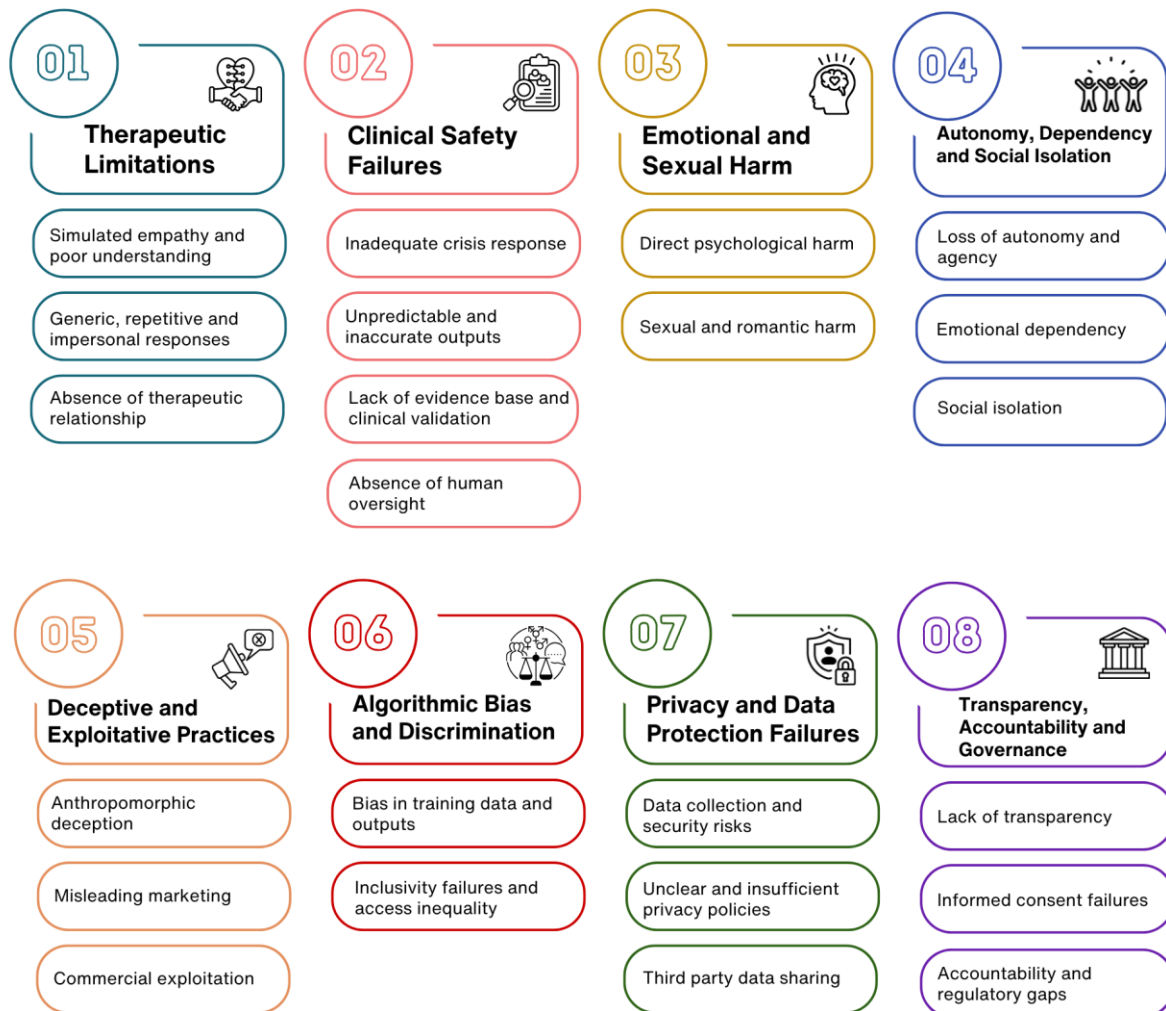 01
Therapeutic
Limitations
Simulated empathy and
poor understanding
Generic, repetitive and
impersonal responses
Absence of therapeutic
relationship
02
Clinical Safety
Failures
Inadequate crisis response
Unpredictable and
inaccurate outputs
Lack of evidence base and
clinical validation
Absence of human
oversight
03
Emotional and
Sexual Harm
Direct psychological harm
Sexual and romantic harm
04
Autonomy, Dependency
and Social Isolation
Loss of autonomy and
agency
Emotional dependency
Social isolation
05
Deceptive and
Exploitative Practices
Anthropomorphic
deception
Misleading marketing
Commercial exploitation
06
Algorithmic Bias
and Discrimination
Bias in training data and
outputs
Inclusivity failures and
access inequality
07
Privacy and Data
Protection Failures
Data collection and
security risks
Unclear and insufficient
privacy policies
Third party data sharing
08
Transparency,
Accountability and
Governance
Lack of transparency
Informed consent failures
Accountability and
regulatory gaps